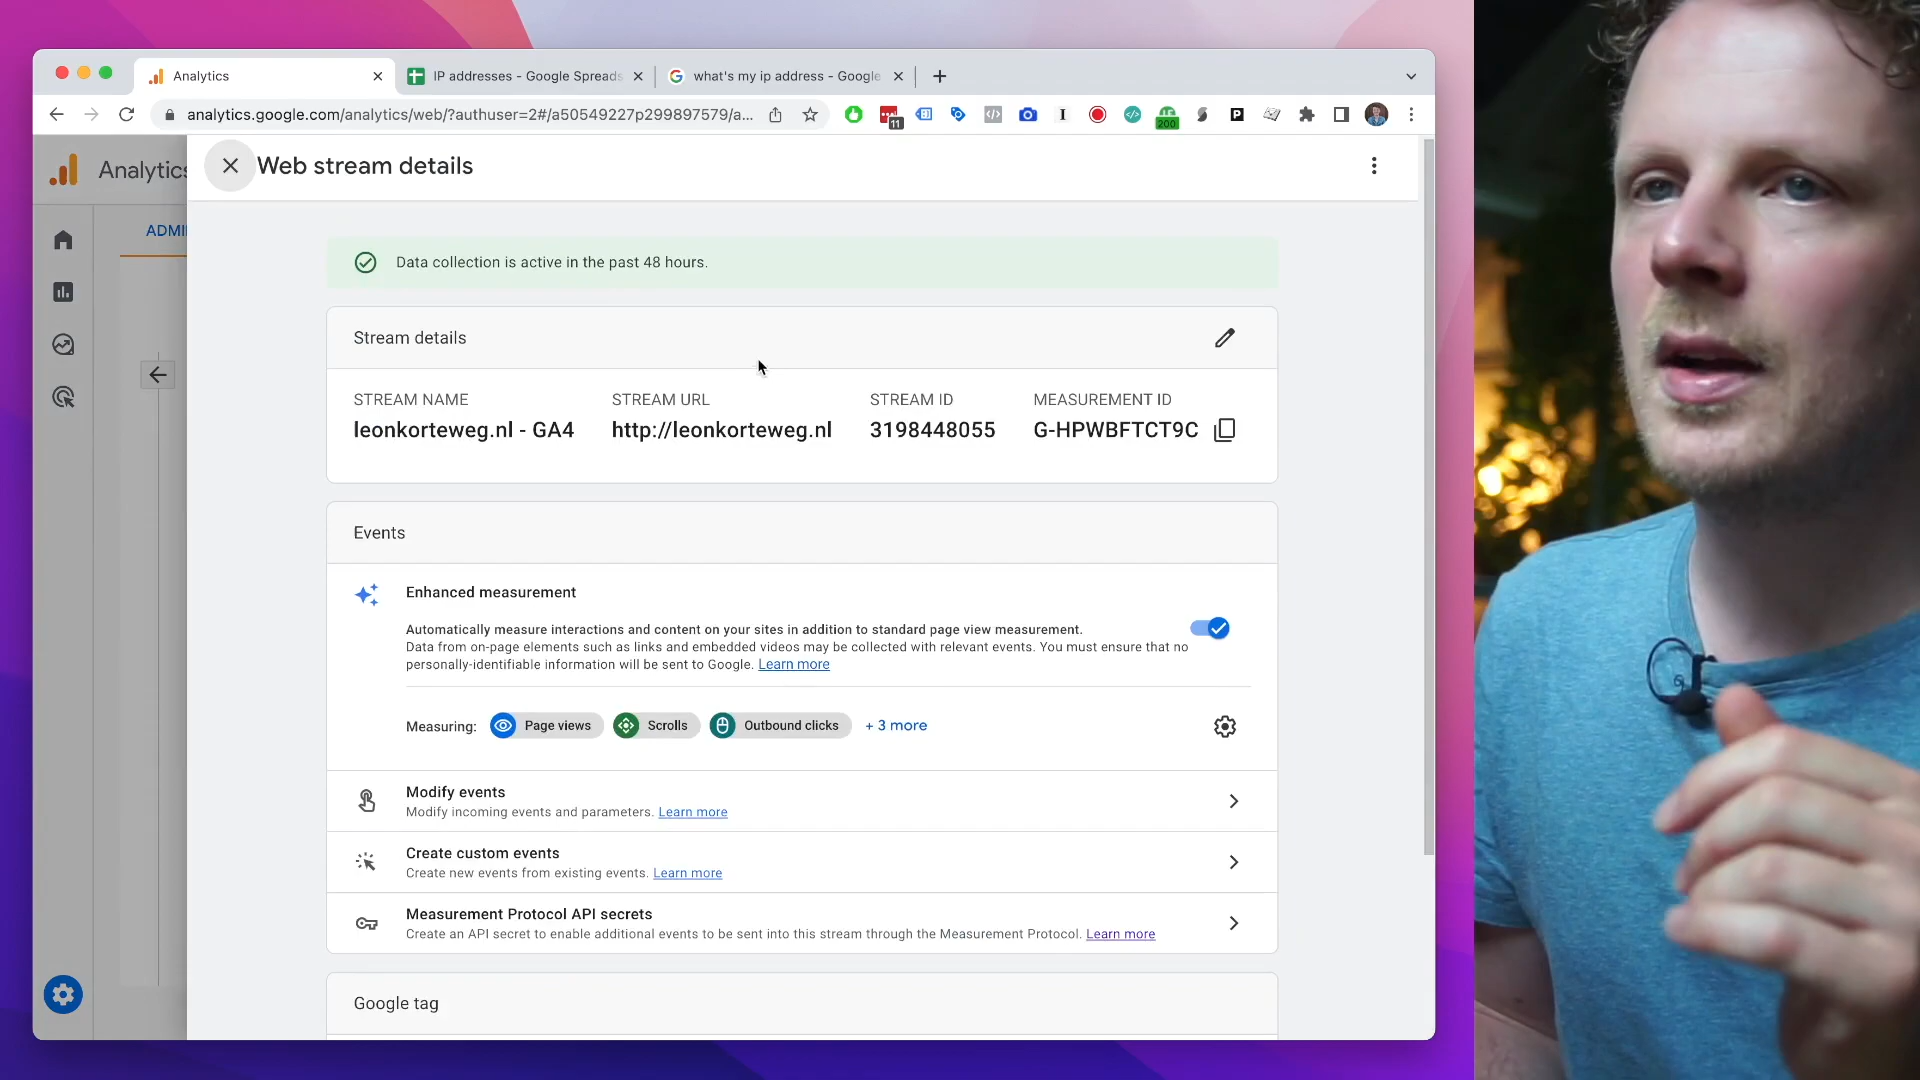 Analytics
IP addresses - Google Spreads
what's my ip address - Google
analytics.google.com/analytics/web/?authuser=2#/a50549227p299897579/a...
11
200
Analytics
Web stream details
ADMI
Data collection is active in the past 48 hours.
Stream details
STREAM NAME STREAM URL STREAM ID MEASUREMENT ID
leonkorteweg.nl - GA4 http://leonkorteweg.nl 3198448055 G-HPWBFTCT9C
Events
Enhanced measurement
Automatically measure interactions and content on your sites in addition to standard page view measurement.
Data from on-page elements such as links and embedded videos may be collected with relevant events. You must ensure that no
personally-identifiable information will be sent to Google. Learn more
Measuring: Page views Scrolls Outbound clicks + 3 more
Modify events
Modify incoming events and parameters. Learn more
Create custom events
Create new events from existing events. Learn more
Measurement Protocol API secrets
Create an API secret to enable additional events to be sent into this stream through the Measurement Protocol. Learn more
Google tag